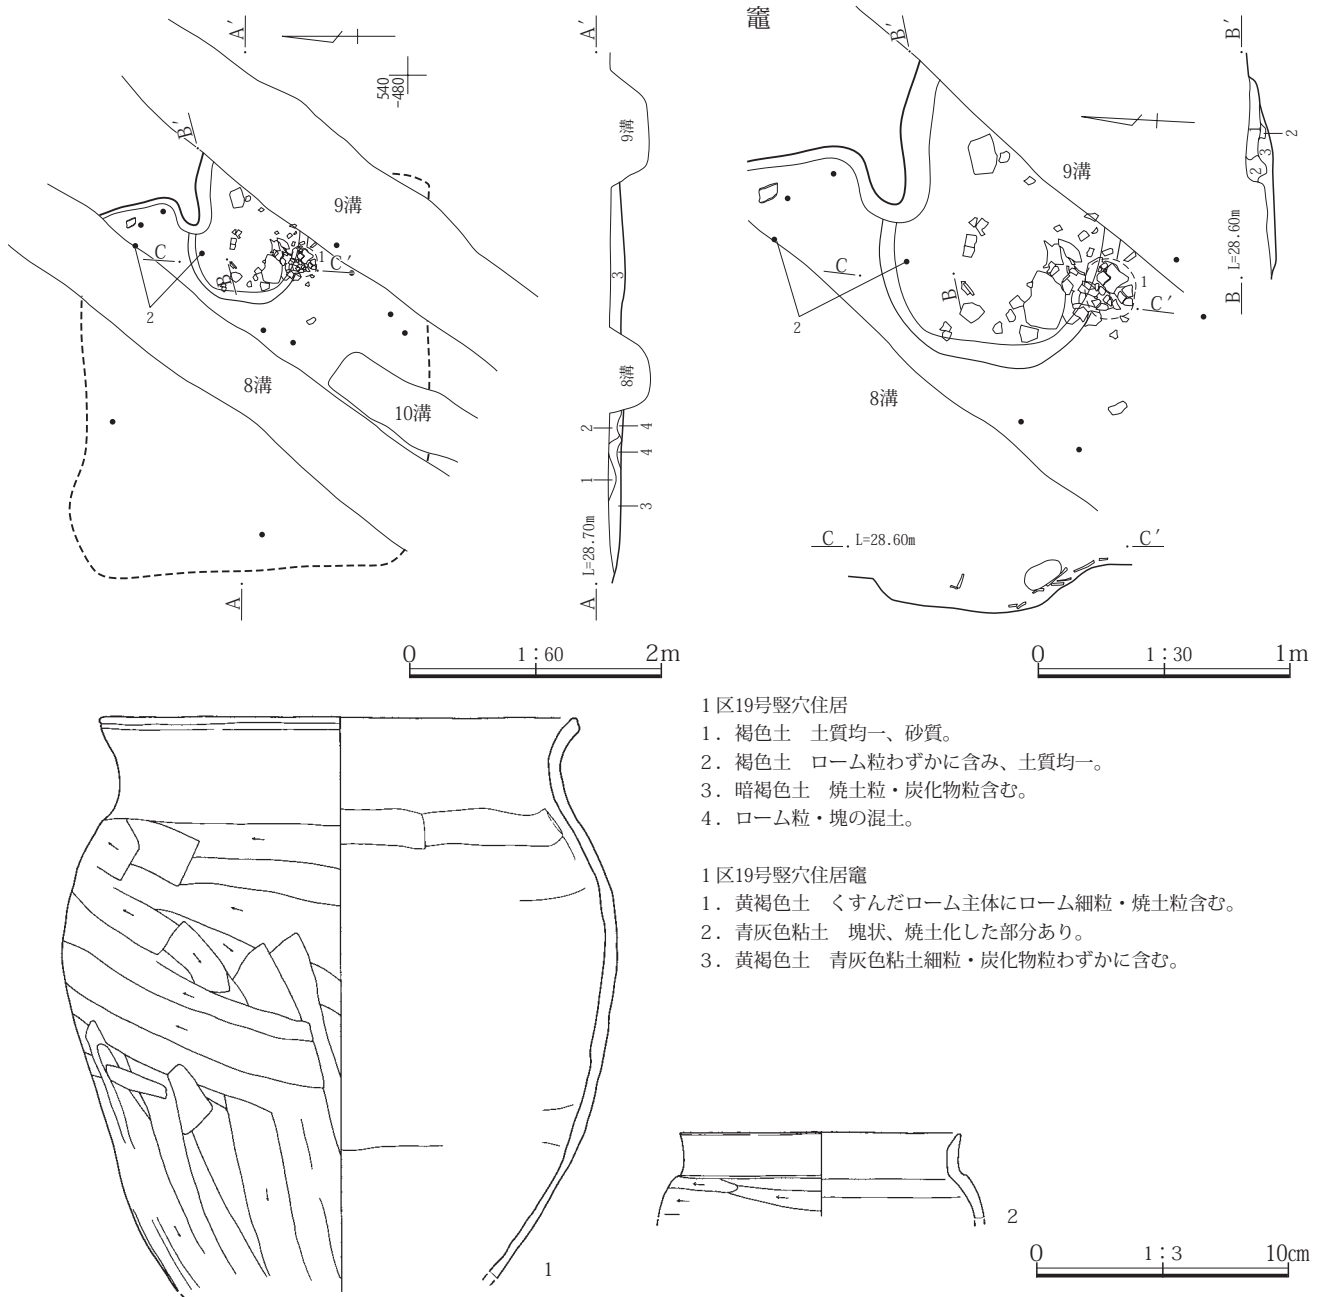 竈
A′
B′
540
-480
9溝
C
C′
1
2
8溝
10溝
A
A′
9溝
3
8溝
2
4
4
1
3
L=28.70m
A
B′
9溝
C
B
1
C′
2
8溝
B′
2
3
2
L=28.60m
B
C
L=28.60m
C′
0
1：60
2m
0
1：30
1m
1区19号竪穴住居
1．褐色土　土質均一、砂質。
2．褐色土　ローム粒わずかに含み、土質均一。
3．暗褐色土　焼土粒・炭化物粒含む。
4．ローム粒・塊の混土。
1区19号竪穴住居竈
1．黄褐色土　くすんだローム主体にローム細粒・焼土粒含む。
2．青灰色粘土　塊状、焼土化した部分あり。
3．黄褐色土　青灰色粘土細粒・炭化物粒わずかに含む。
1
2
0
1：3
10cm